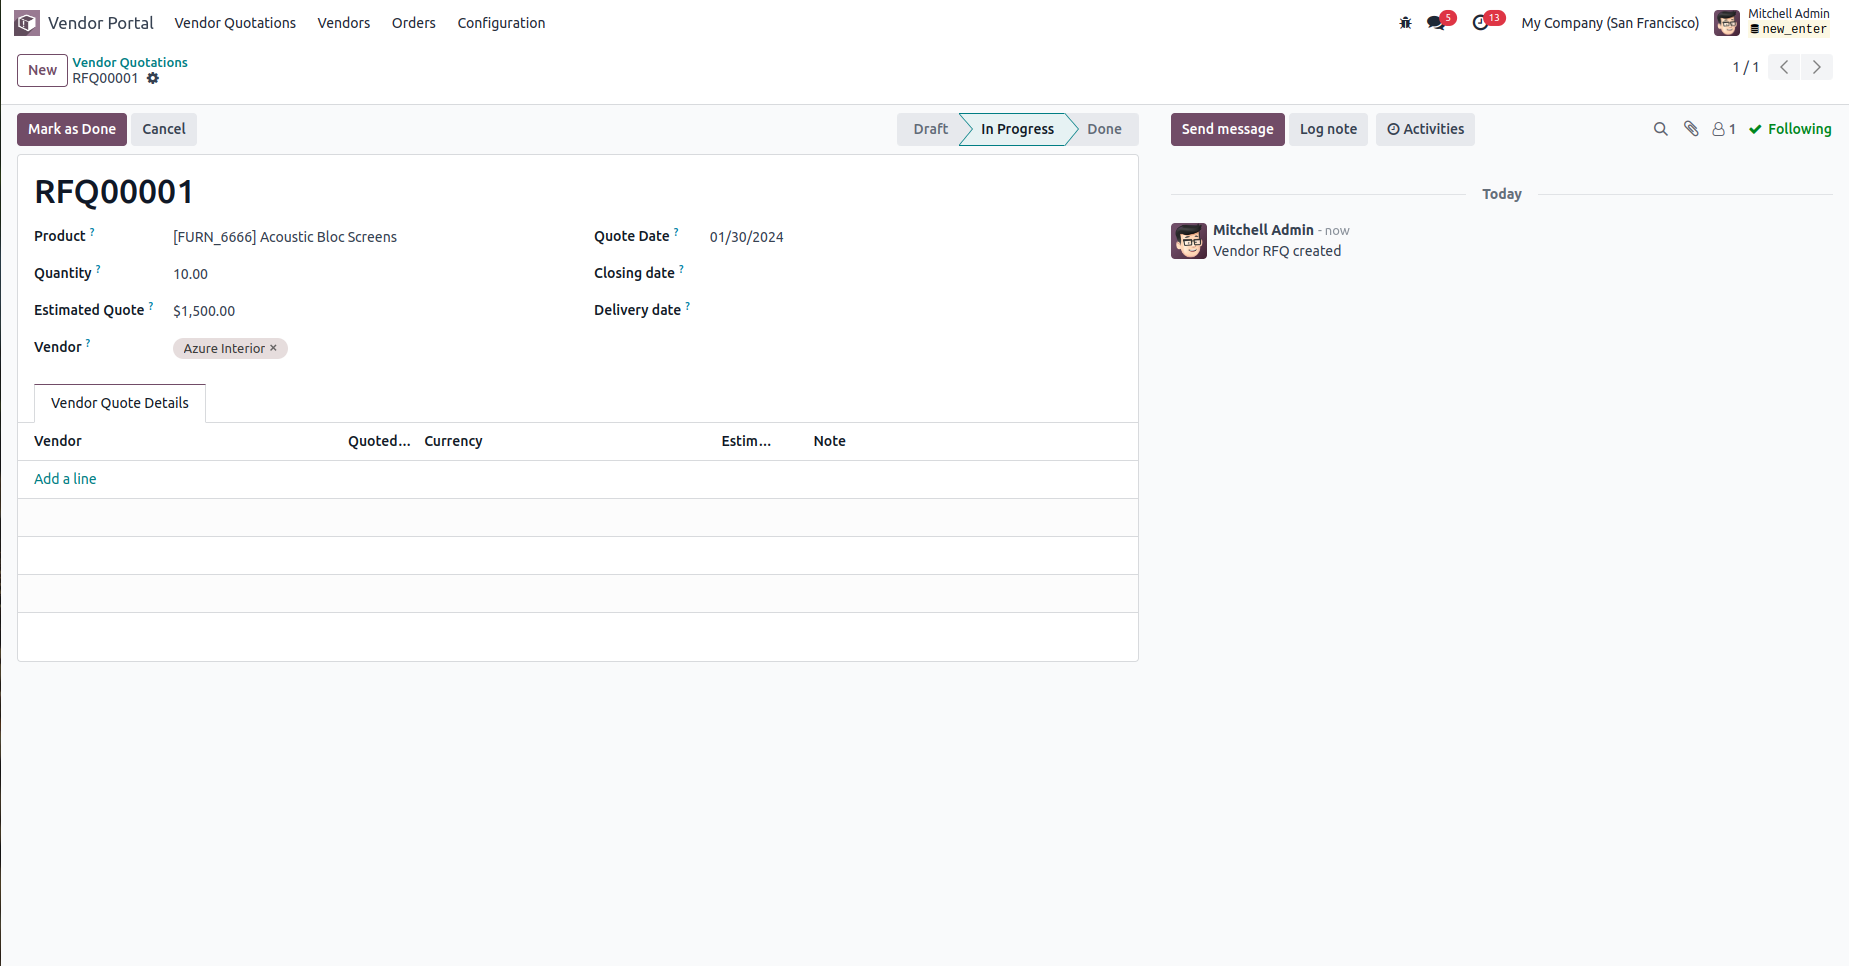 Vendor Portal Vendor Quotations Vendors Orders Configuration 5 13 My Company (San Francisco) Mitchell Admin
new_enter
New Vendor Quotations
RFQ00001
1 / 1
Mark as Done Cancel Draft In Progress Done Send message Log note Activities 1 Following
RFQ00001
Today
Product ? [FURN_6666] Acoustic Bloc Screens Quote Date ? 01/30/2024
Mitchell Admin - now
Vendor RFQ created
Quantity ? 10.00 Closing date ?
Estimated Quote ? $1,500.00 Delivery date ?
Vendor ? Azure Interior ×
Vendor Quote Details
Vendor Quoted... Currency Estim... Note
Add a line